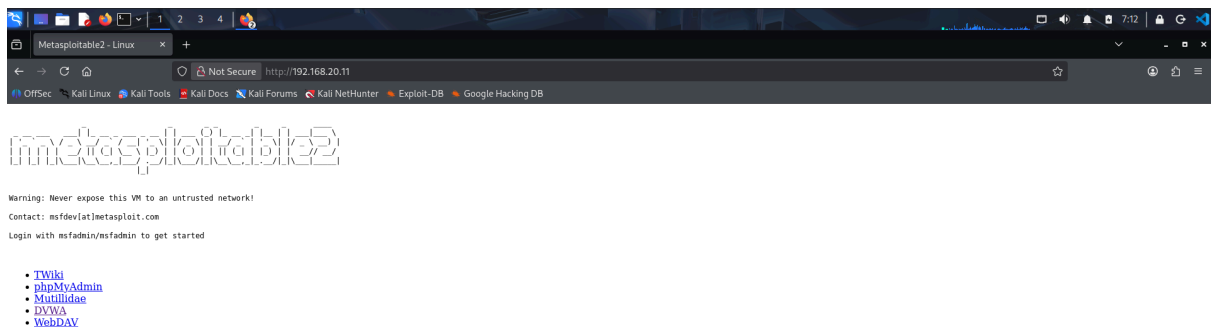 1 2 3 4 7:12
Metasploitable2 - Linux
Not Secure http://192.168.20.11
OffSec Kali Linux Kali Tools Kali Docs Kali Forums Kali NetHunter Exploit-DB Google Hacking DB
metasploitable2
Warning: Never expose this VM to an untrusted network!
Contact: msfdev[at]metasploit.com
Login with msfadmin/msfadmin to get started
TWiki
phpMyAdmin
Mutillidae
DVWA
WebDAV